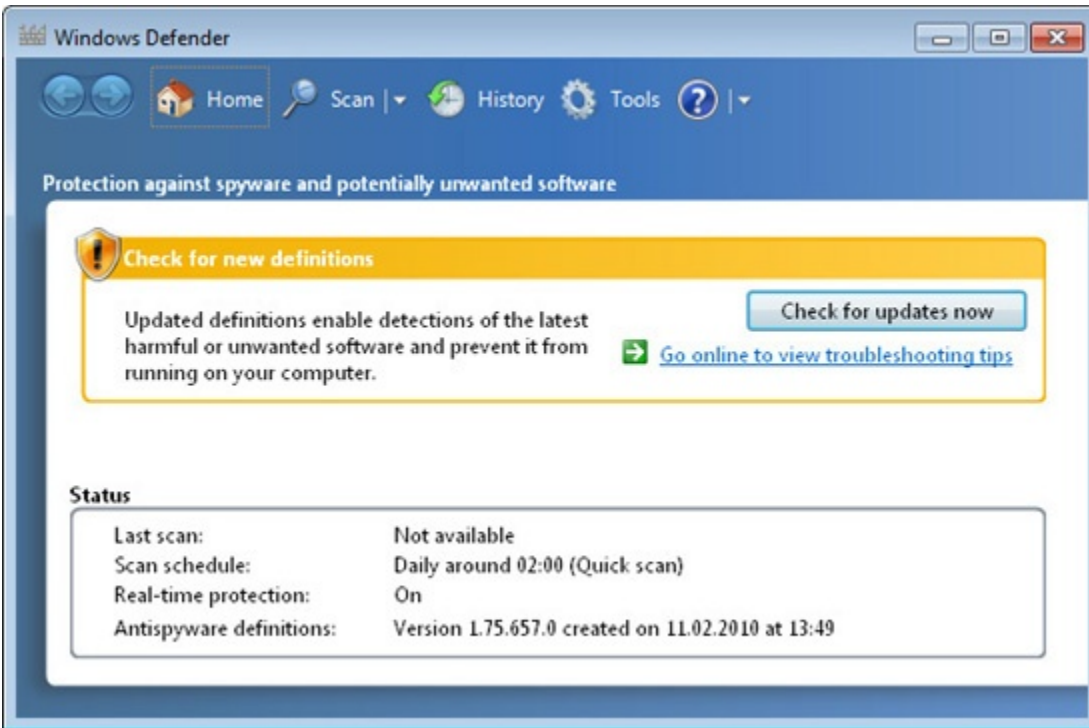 Windows Defender
Home Scan History Tools ?
Protection against spyware and potentially unwanted software
Check for new definitions
Updated definitions enable detections of the latest
harmful or unwanted software and prevent it from
running on your computer.
Check for updates now
Go online to view troubleshooting tips
Status
Last scan: Not available
Scan schedule: Daily around 02:00 (Quick scan)
Real-time protection: On
Antispyware definitions: Version 1.75.657.0 created on 11.02.2010 at 13:49